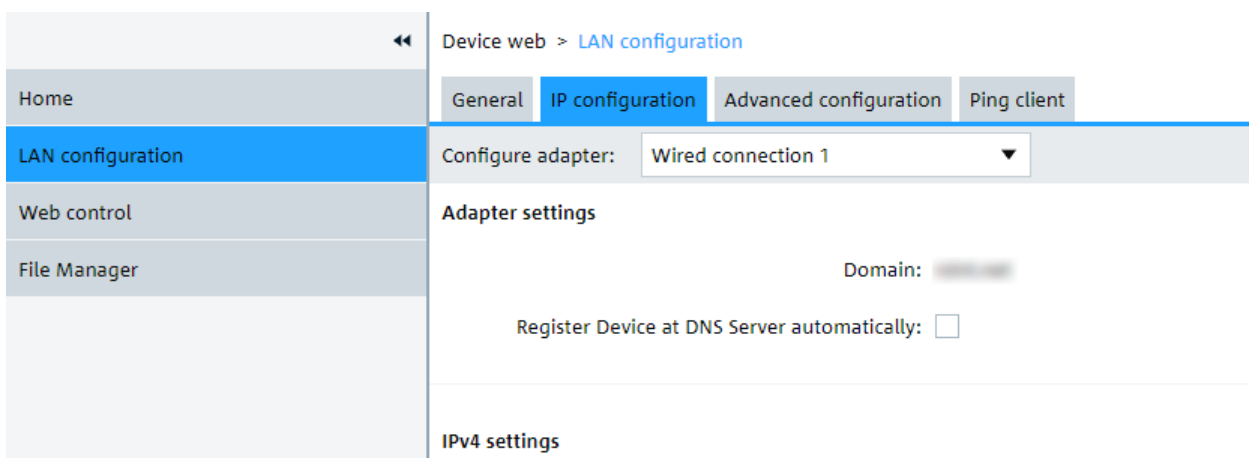 Device web > LAN configuration
Home
LAN configuration
Web control
File Manager
General IP configuration Advanced configuration Ping client
Configure adapter: Wired connection 1
Adapter settings
Domain:
Register Device at DNS Server automatically:
IPv4 settings